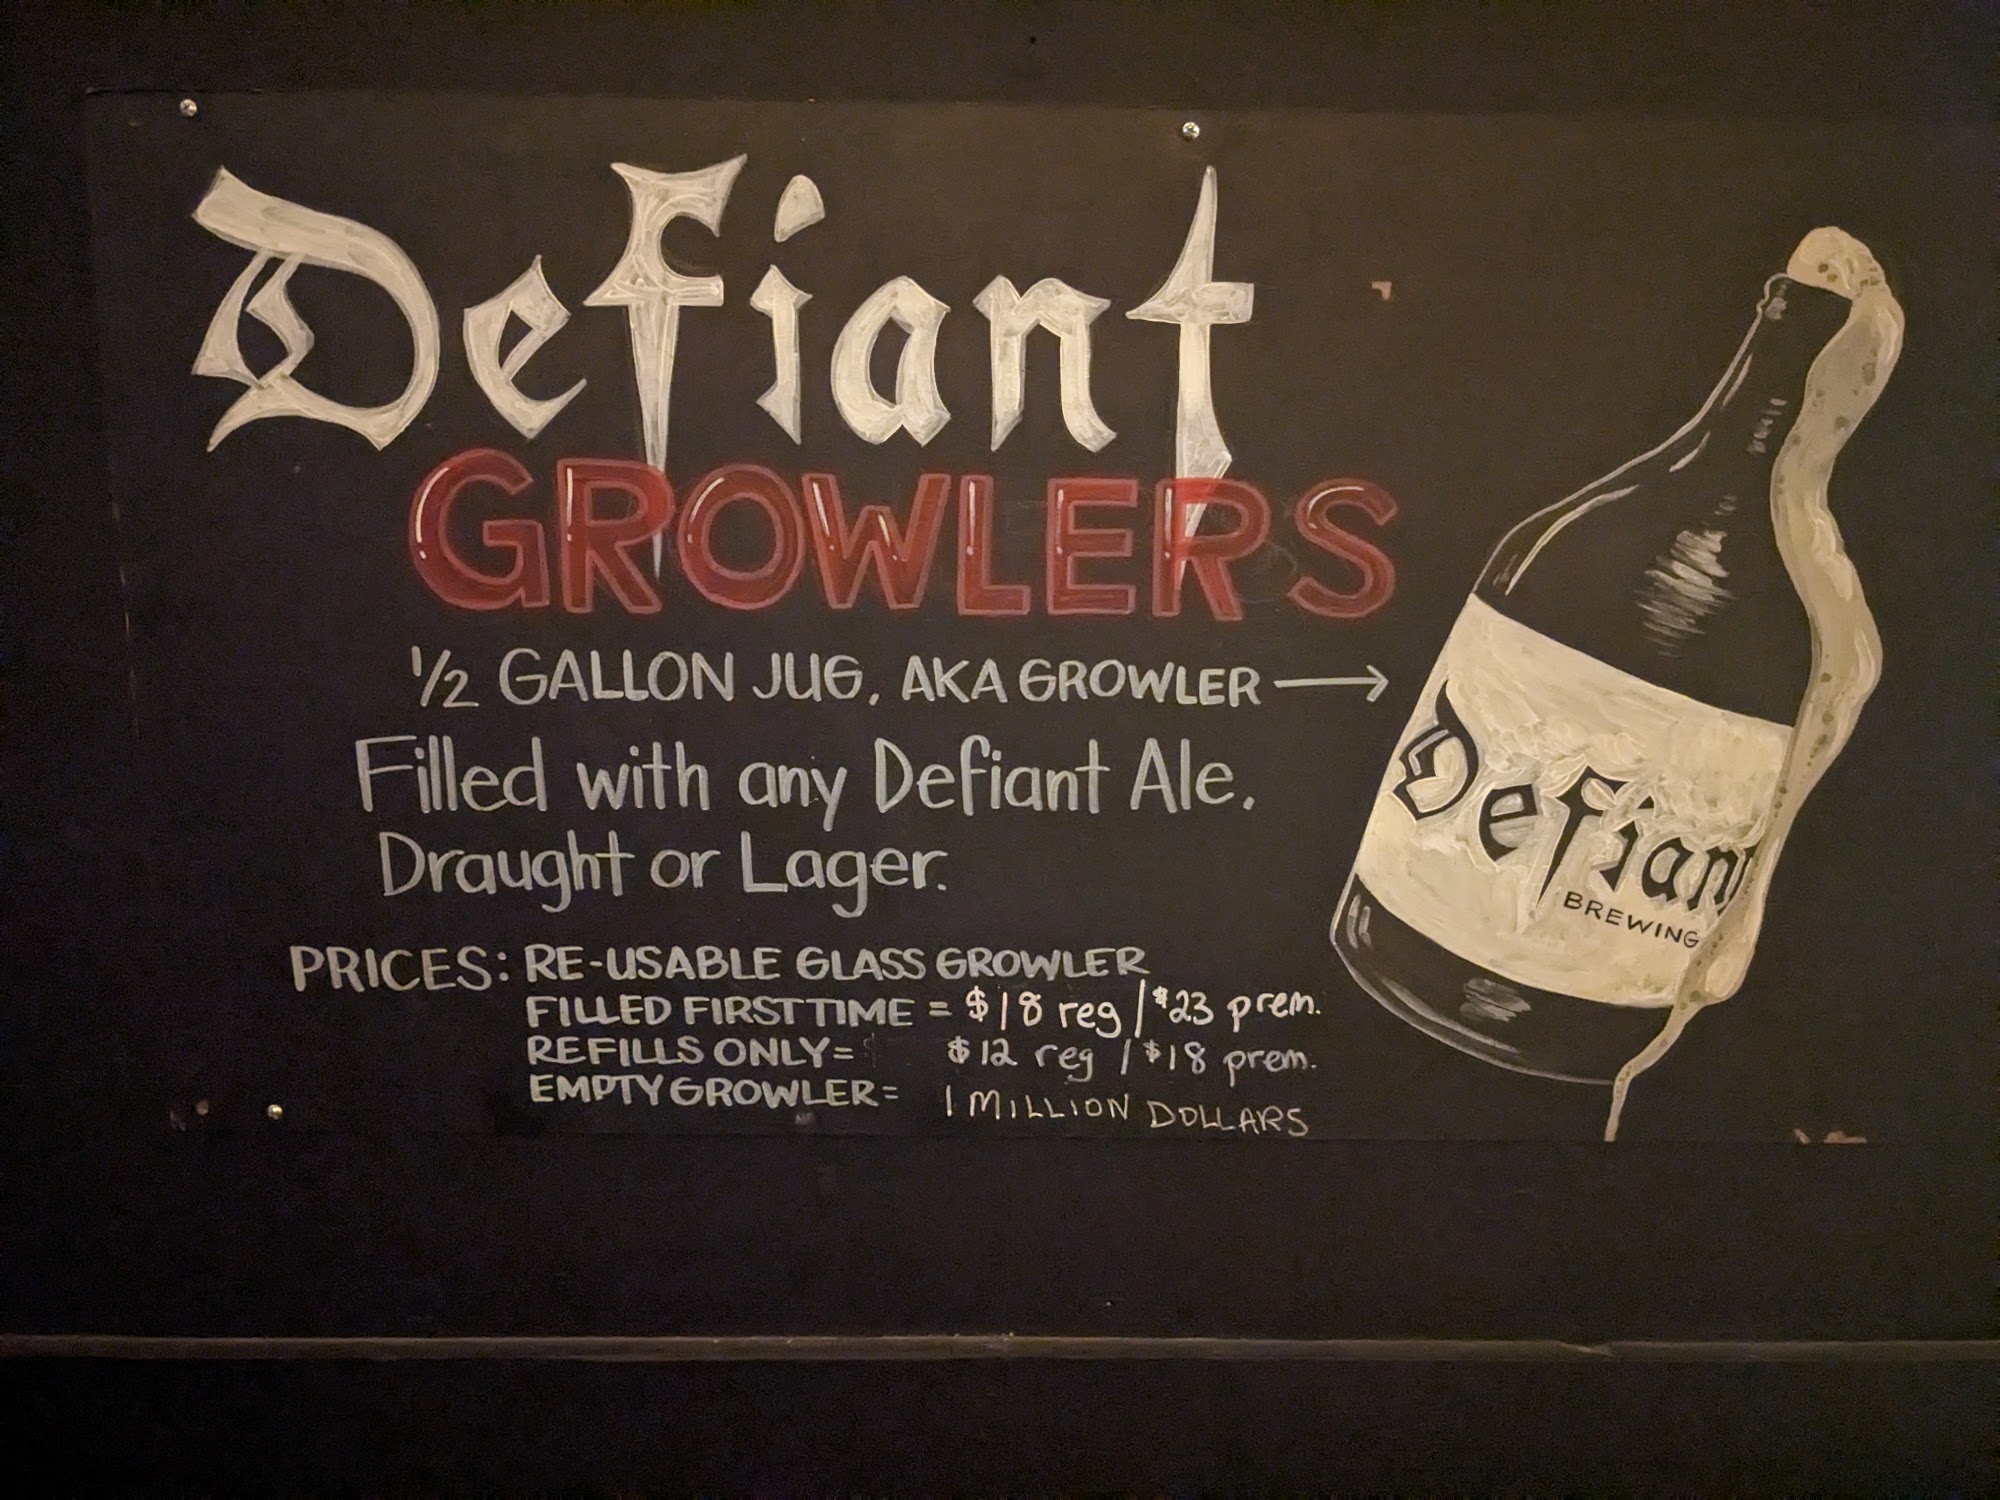 Defiant
GROWLERS
1/2 GALLON JUG, AKA GROWLER →
Filled with any Defiant Ale.
Draught or Lager.
PRICES: RE-USABLE GLASS GROWLER
FILLED FIRST TIME = $18 reg / $23 prem.
REFILLS ONLY= $12 reg / $18 prem.
EMPTY GROWLER= 1 MILLION DOLLARS
Defiant
BREWING